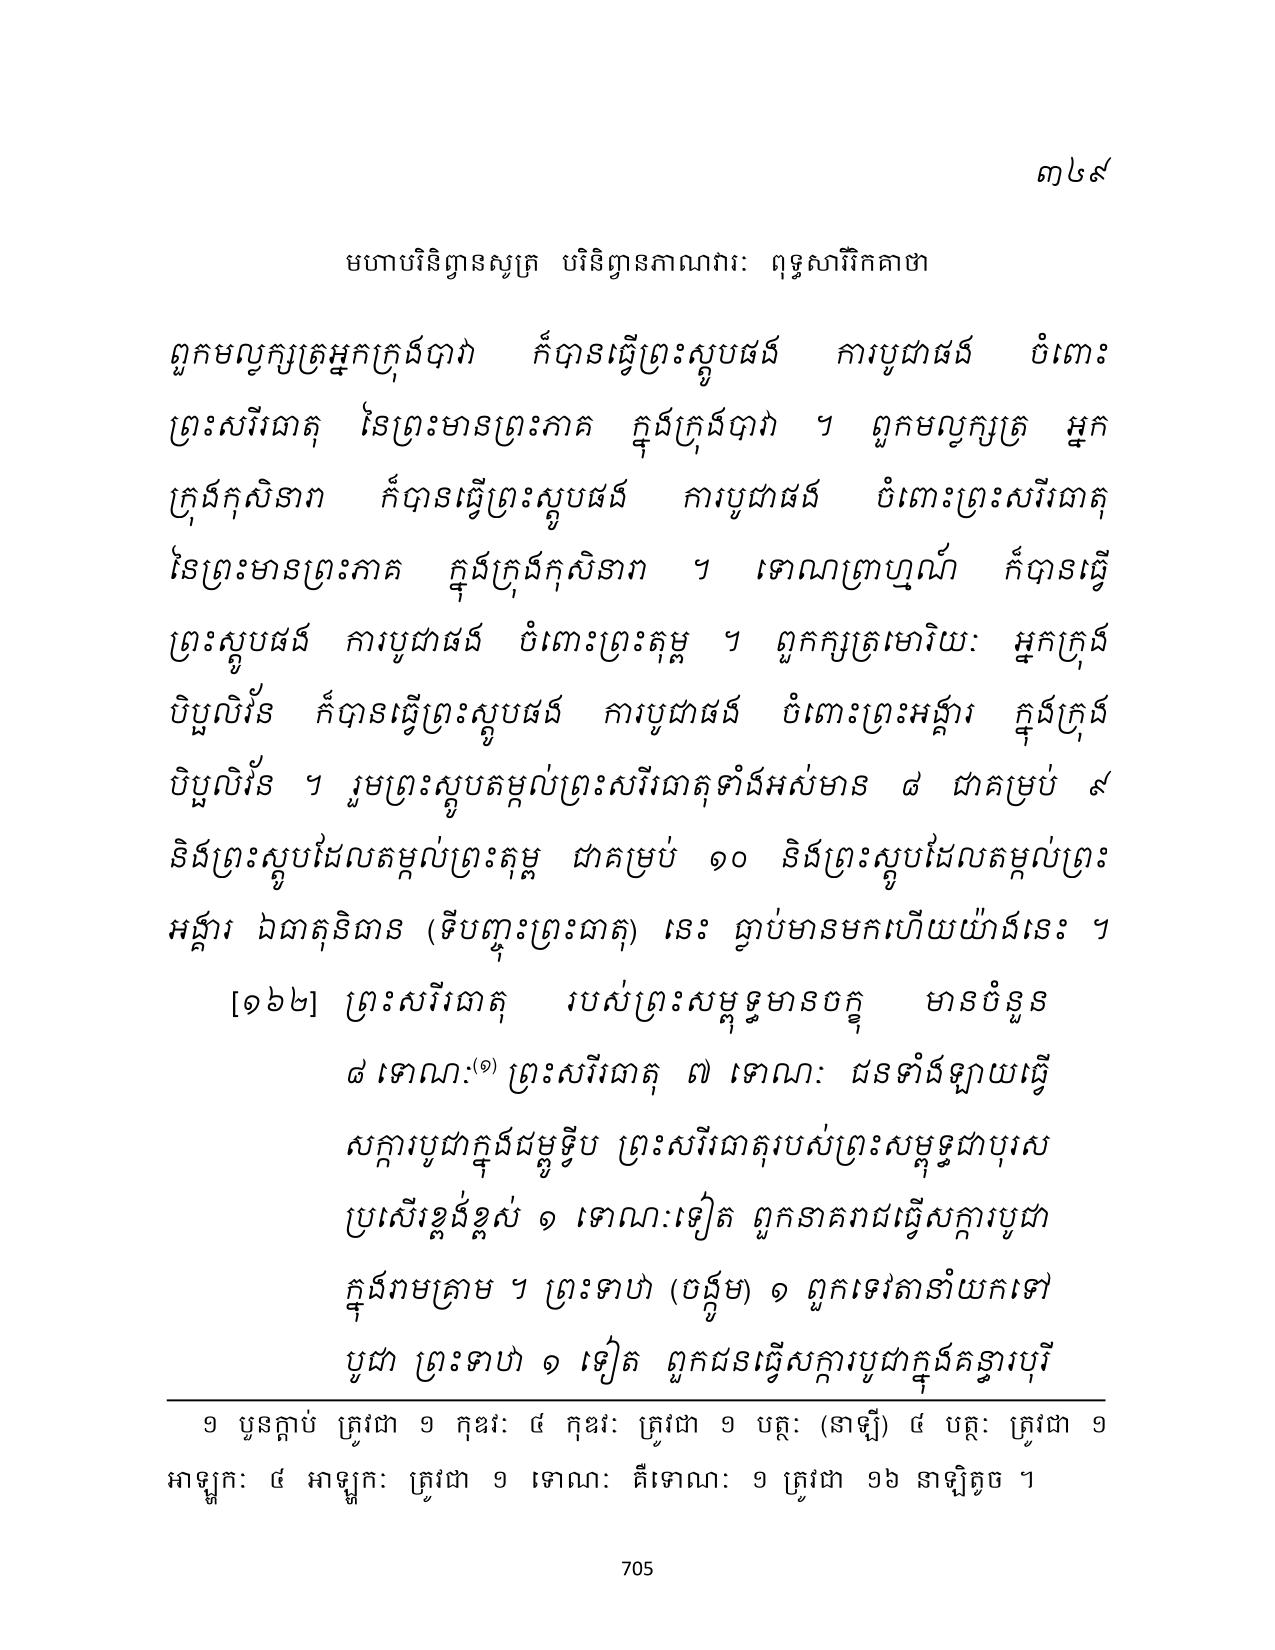 ៣៤៩
មហាបរិនិព្វានសូត្រ បរិនិព្វានភាណវារៈ ពុទ្ធសារីរិកគាថា
ពួកមល្លក្សត្រអ្នកក្រុងបាវា ក៏បានធ្វើព្រះស្តូបផង ការបូជាផង ចំពោះ
ព្រះសរីរធាតុ នៃព្រះមានព្រះភាគ ក្នុងក្រុងបាវា ។ ពួកមល្លក្សត្រ អ្នក
ក្រុងកុសិនារា ក៏បានធ្វើព្រះស្តូបផង ការបូជាផង ចំពោះព្រះសរីរធាតុ
នៃព្រះមានព្រះភាគ ក្នុងក្រុងកុសិនារា ។ ទោណព្រាហ្មណ៍ ក៏បានធ្វើ
ព្រះស្តូបផង ការបូជាផង ចំពោះព្រះតុម្ព ។ ពួកក្សត្រមោរិយៈ អ្នកក្រុង
បិប្ផលិវ័ន ក៏បានធ្វើព្រះស្តូបផង ការបូជាផង ចំពោះព្រះអង្គារ ក្នុងក្រុង
បិប្ផលិវ័ន ។ រួមព្រះស្តូបតម្កល់ព្រះសរីរធាតុទាំងអស់មាន ៨ ជាគម្រប់ ៩
និងព្រះស្តូបដែលតម្កល់ព្រះតុម្ព ជាគម្រប់ ១០ និងព្រះស្តូបដែលតម្កល់ព្រះ
អង្គារ ឯធាតុនិធាន (ទីបញ្ចុះព្រះធាតុ) នេះ ធ្លាប់មានមកហើយយ៉ាងនេះ ។
[១៦២] ព្រះសរីរធាតុ របស់ព្រះសម្ពុទ្ធមានចក្ខុ មានចំនួន
៨ ទោណៈ(១) ព្រះសរីរធាតុ ៧ ទោណៈ ជនទាំងឡាយធ្វើ
សក្ការបូជាក្នុងជម្ពូទ្វីប ព្រះសរីរធាតុរបស់ព្រះសម្ពុទ្ធជាបុរស
ប្រសើរខ្ពង់ខ្ពស់ ១ ទោណៈទៀត ពួកនាគរាជធ្វើសក្ការបូជា
ក្នុងរាមគ្រាម ។ ព្រះទាឋា (ចង្កូម) ១ ពួកទេវតានាំយកទៅ
បូជា ព្រះទាឋា ១ ទៀត ពួកជនធ្វើសក្ការបូជាក្នុងគន្ធារបុរី
១ បួនក្តាប់ ត្រូវជា ១ កុឌវៈ ៤ កុឌវៈ ត្រូវជា ១ បត្ថៈ (នាឡី) ៤ បត្ថៈ ត្រូវជា ១
អាឡ្ហកៈ ៤ អាឡ្ហកៈ ត្រូវជា ១ ទោណៈ គឺទោណៈ ១ ត្រូវជា ១៦ នាឡិតូច ។
705